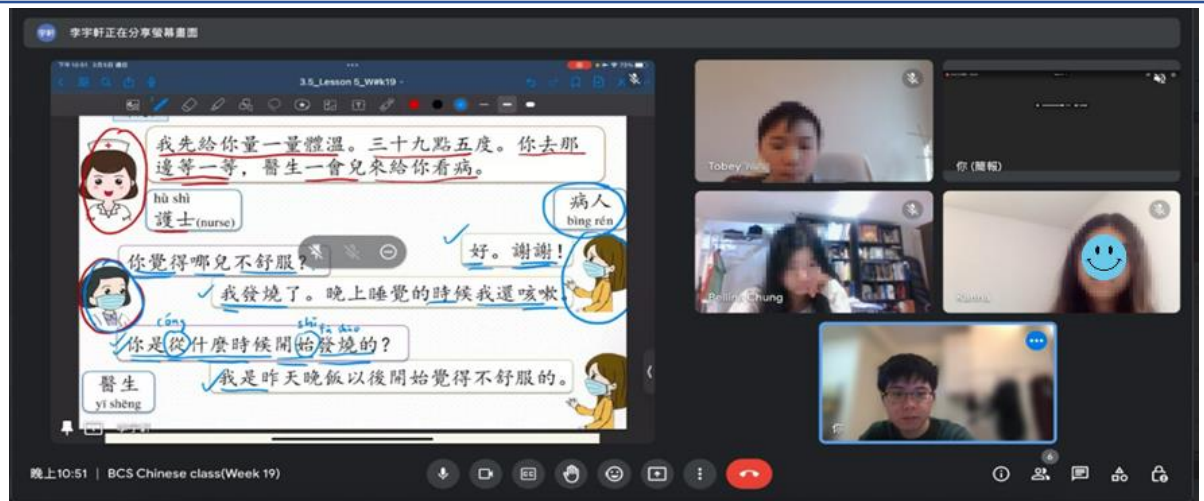 李宇軒正在分享螢幕畫面
3.5_Lesson 5_W#k19
我先給你量一量體溫。三十九點五度。你去那
邊等一等，醫生一會兒來給你看病。
hù shì
護士(nurse)
病人
bìng rén
好。謝謝！
你覺得哪兒不舒服？
我發燒了。晚上睡覺的時候我還咳嗽
cóng
shǐ fā shāo
你是從什麼時候開始發燒的？
我是昨天晚飯以後開始覺得不舒服的。
醫生
yī shēng
Tobey
你 (簡報)
Chung
Kanna
你
晚上10:51 | BCS Chinese class(Week 19)
6